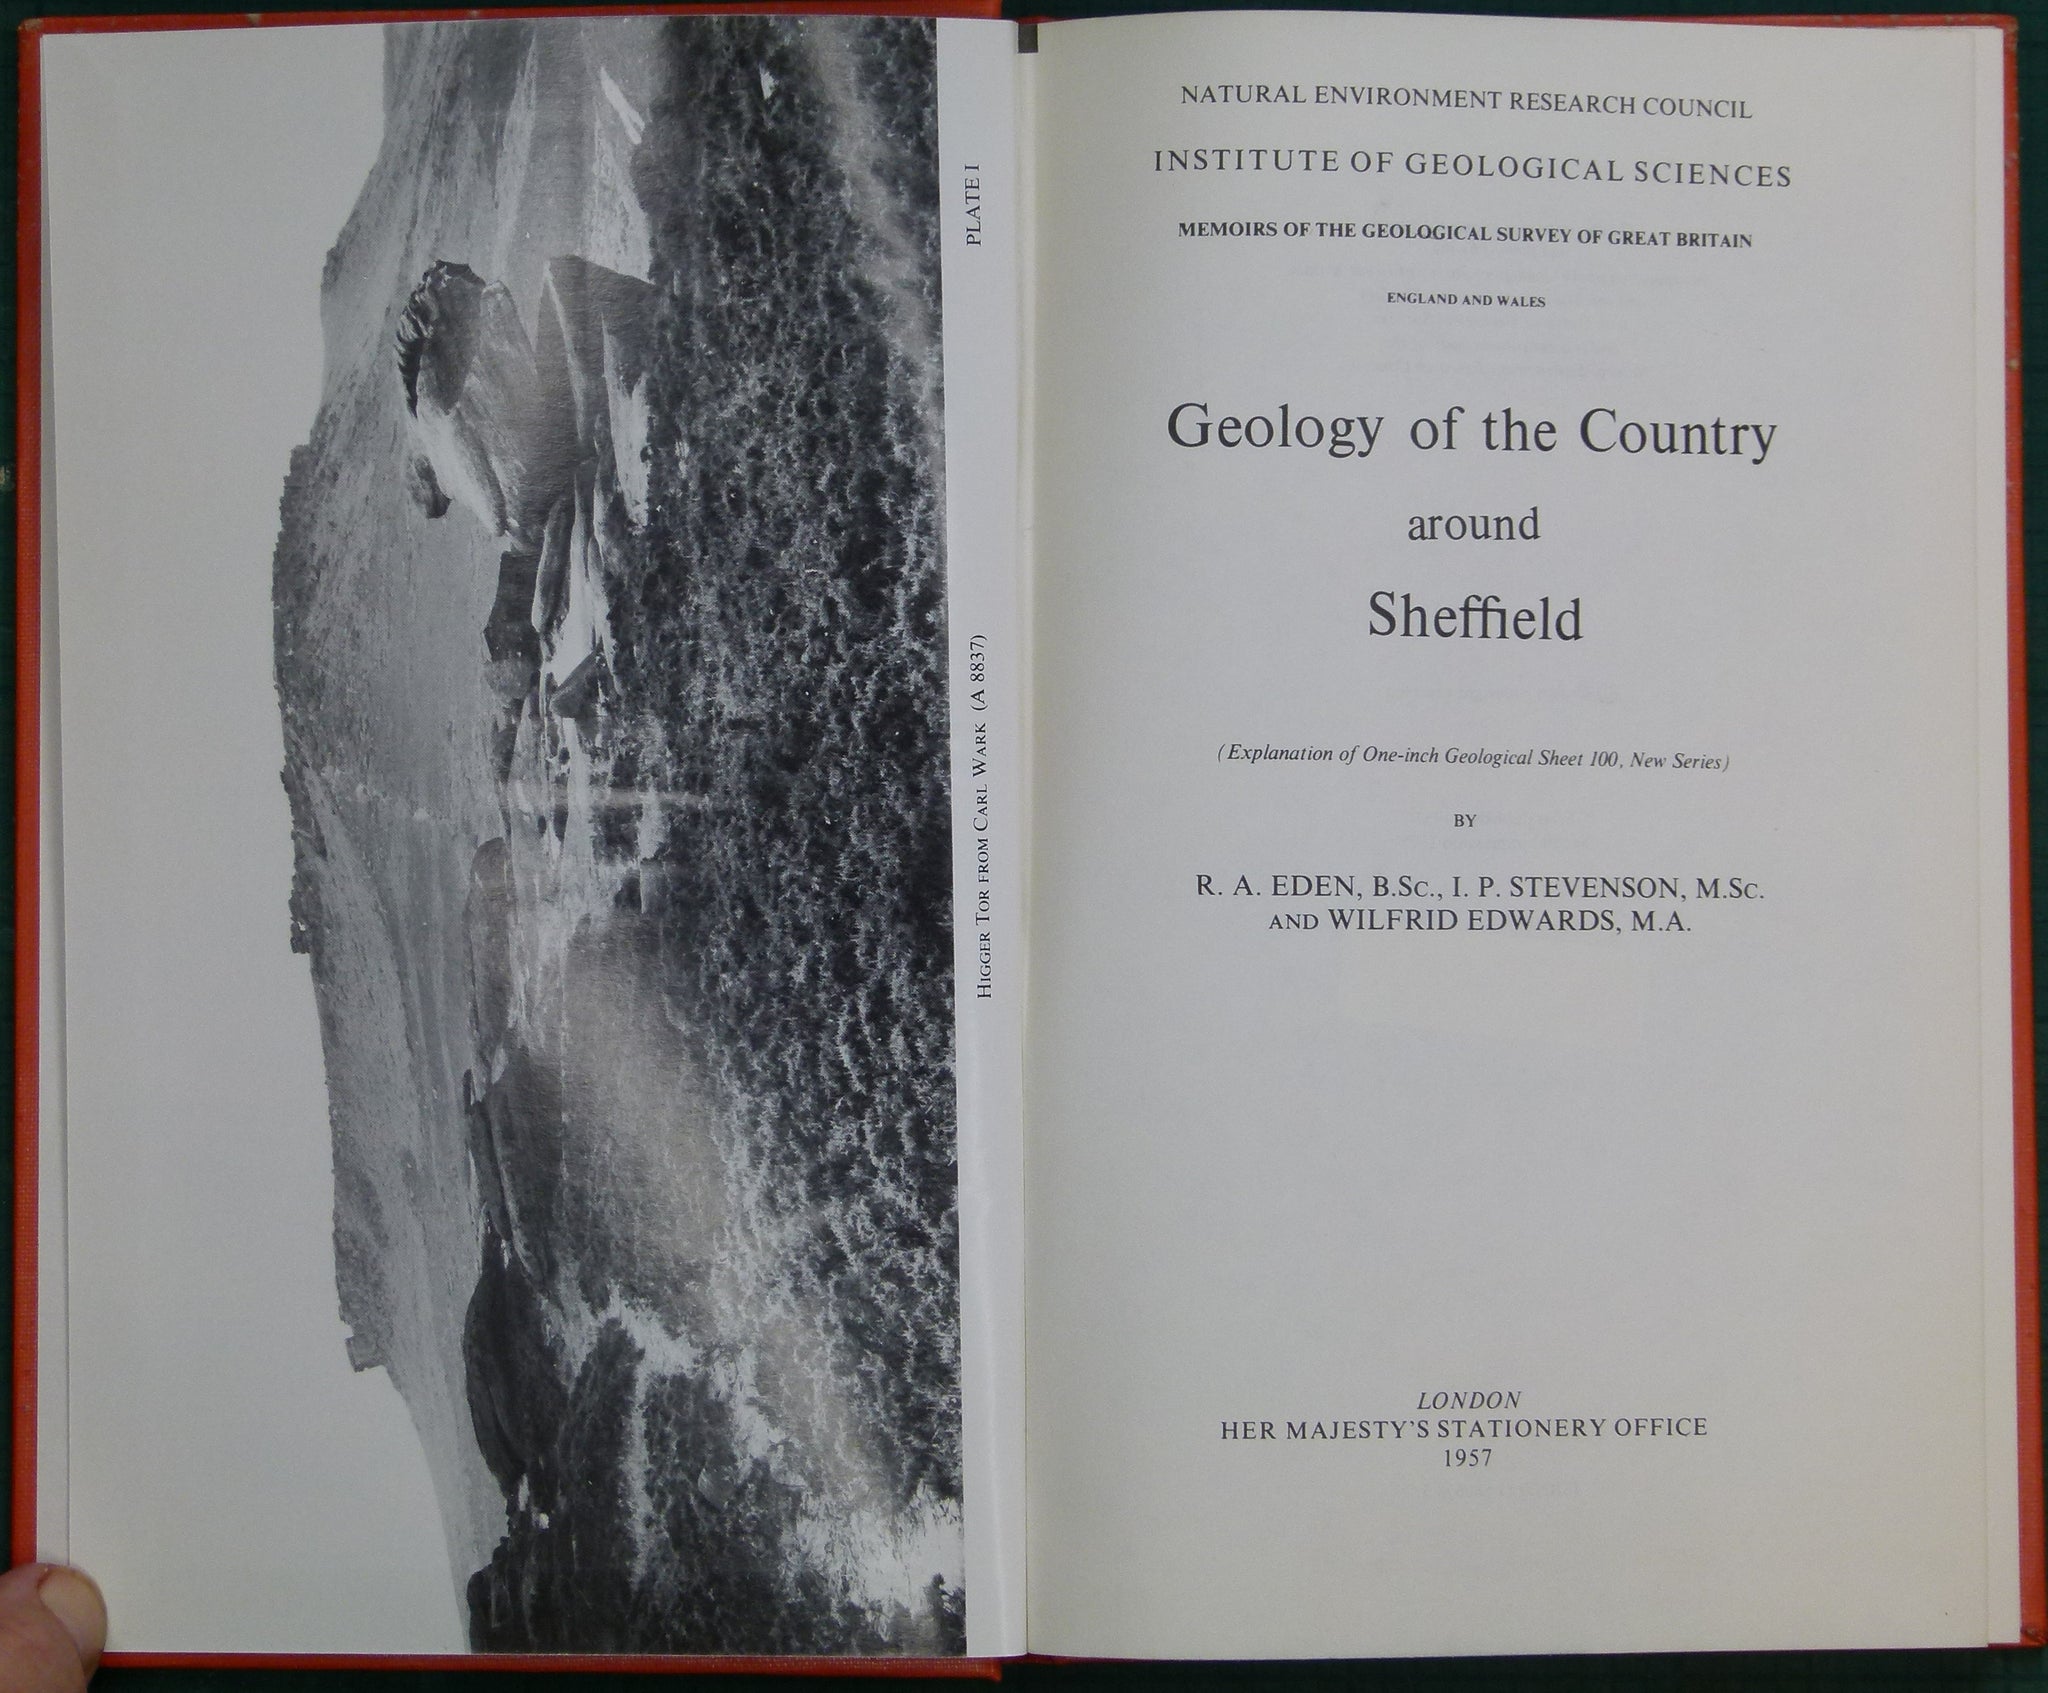 PLATE I
HIGGER TOR FROM CARL WARK (A 8837)
NATURAL ENVIRONMENT RESEARCH COUNCIL
INSTITUTE OF GEOLOGICAL SCIENCES
MEMOIRS OF THE GEOLOGICAL SURVEY OF GREAT BRITAIN
ENGLAND AND WALES
Geology of the Country
around
Sheffield
(Explanation of One-inch Geological Sheet 100, New Series)
BY
R. A. EDEN, B.Sc., I. P. STEVENSON, M.Sc.
AND WILFRID EDWARDS, M.A.
LONDON
HER MAJESTY'S STATIONERY OFFICE
1957